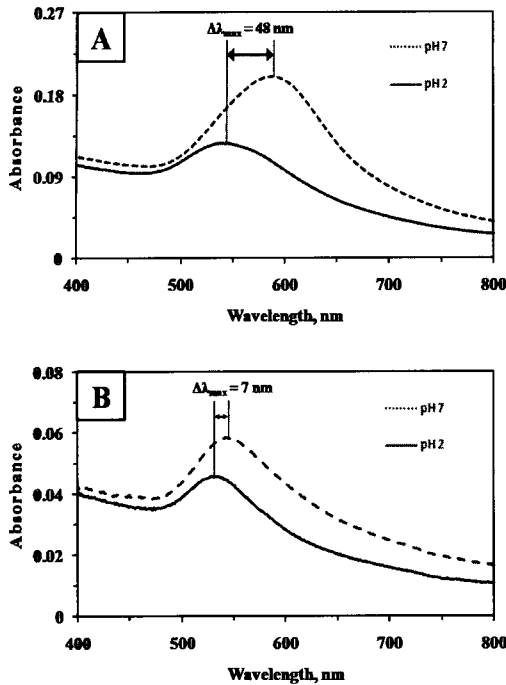 A
Δλmax = 48 nm
pH 7
pH 2
0.27
0.18
0.09
0
Absorbance
400 500 600 700 800
Wavelength, nm
B
Δλmax = 7 nm
pH 7
pH 2
0.08
0.06
0.04
0.02
0
Absorbance
400 500 600 700 800
Wavelength, nm